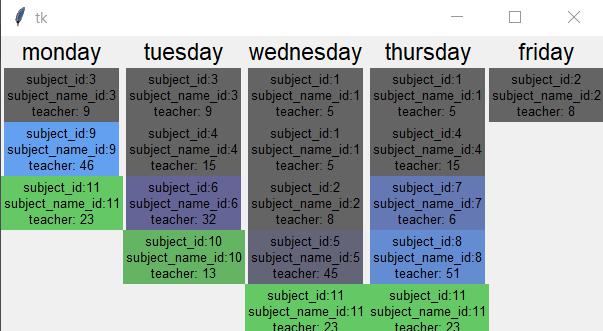 tk
monday tuesday wednesday thursday friday
subject_id:3 subject_id:3 subject_id:1 subject_id:1 subject_id:2
subject_name_id:3 subject_name_id:3 subject_name_id:1 subject_name_id:1 subject_name_id:2
teacher: 9 teacher: 9 teacher: 5 teacher: 5 teacher: 8
subject_id:9 subject_id:4 subject_id:1 subject_id:4
subject_name_id:9 subject_name_id:4 subject_name_id:1 subject_name_id:4
teacher: 46 teacher: 15 teacher: 5 teacher: 15
subject_id:11 subject_id:6 subject_id:2 subject_id:7
subject_name_id:11 subject_name_id:6 subject_name_id:2 subject_name_id:7
teacher: 23 teacher: 32 teacher: 8 teacher: 6
subject_id:10 subject_id:5 subject_id:8
subject_name_id:10 subject_name_id:5 subject_name_id:8
teacher: 13 teacher: 45 teacher: 51
subject_id:11 subject_id:11
subject_name_id:11 subject_name_id:11
teacher: 23 teacher: 23